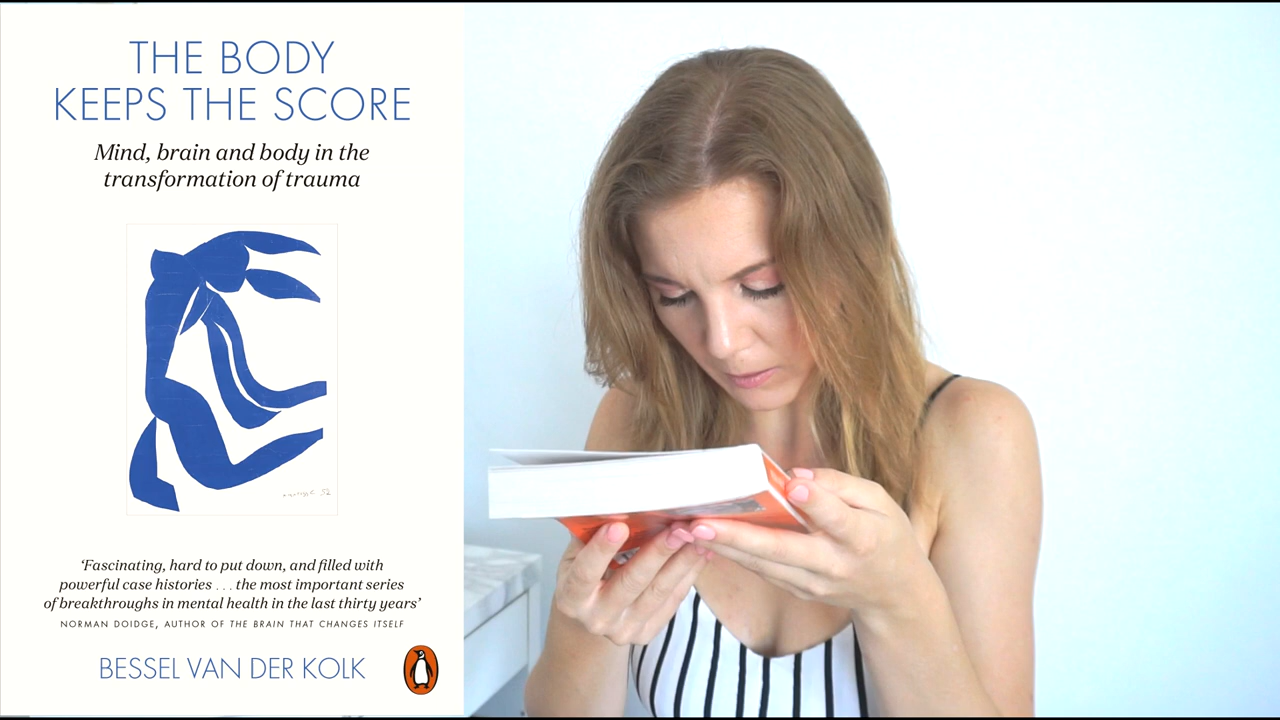 THE BODY
KEEPS THE SCORE
Mind, brain and body in the
transformation of trauma
‘Fascinating, hard to put down, and filled with
powerful case histories . . . the most important series
of breakthroughs in mental health in the last thirty years’
NORMAN DOIDGE, AUTHOR OF THE BRAIN THAT CHANGES ITSELF
BESSEL VAN DER KOLK